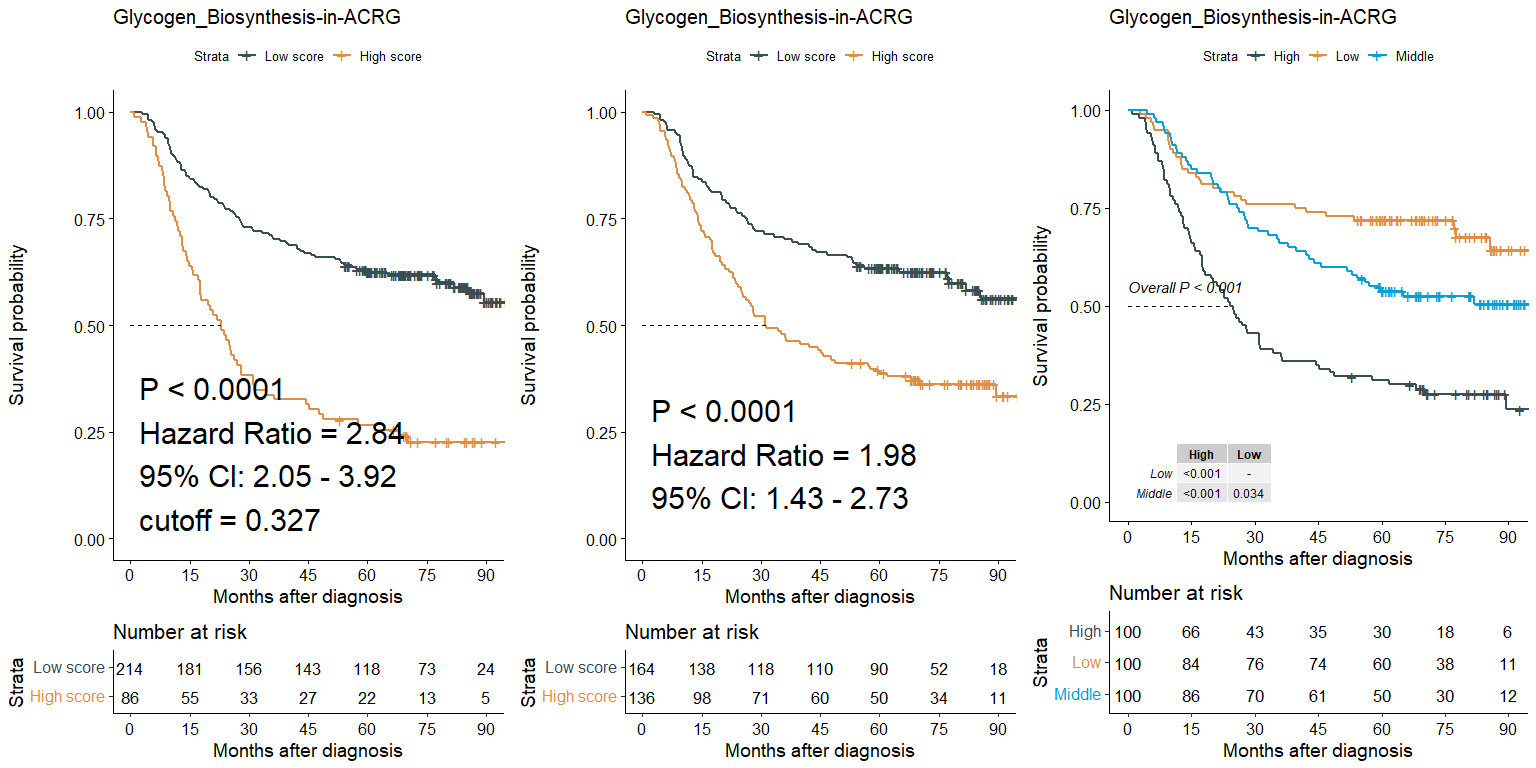 Glycogen_Biosynthesis-in-ACRG
Strata Low score High score
Survival probability
1.00
0.75
0.50
0.25
0.00
P < 0.0001
Hazard Ratio = 2.84
95% CI: 2.05 - 3.92
cutoff = 0.327
0 15 30 45 60 75 90
Months after diagnosis
Number at risk
Strata
Low score 214 181 156 143 118 73 24
High score 86 55 33 27 22 13 5
0 15 30 45 60 75 90
Months after diagnosis
Glycogen_Biosynthesis-in-ACRG
Strata Low score High score
Survival probability
1.00
0.75
0.50
0.25
0.00
P < 0.0001
Hazard Ratio = 1.98
95% CI: 1.43 - 2.73
0 15 30 45 60 75 90
Months after diagnosis
Number at risk
Strata
Low score 164 138 118 110 90 52 18
High score 136 98 71 60 50 34 11
0 15 30 45 60 75 90
Months after diagnosis
Glycogen_Biosynthesis-in-ACRG
Strata High Low Middle
Survival probability
1.00
0.75
0.50
0.25
0.00
Overall P < 0.001
High Low
Low <0.001 -
Middle <0.001 0.034
0 15 30 45 60 75 90
Months after diagnosis
Number at risk
Strata
High 100 66 43 35 30 18 6
Low 100 84 76 74 60 38 11
Middle 100 86 70 61 50 30 12
0 15 30 45 60 75 90
Months after diagnosis